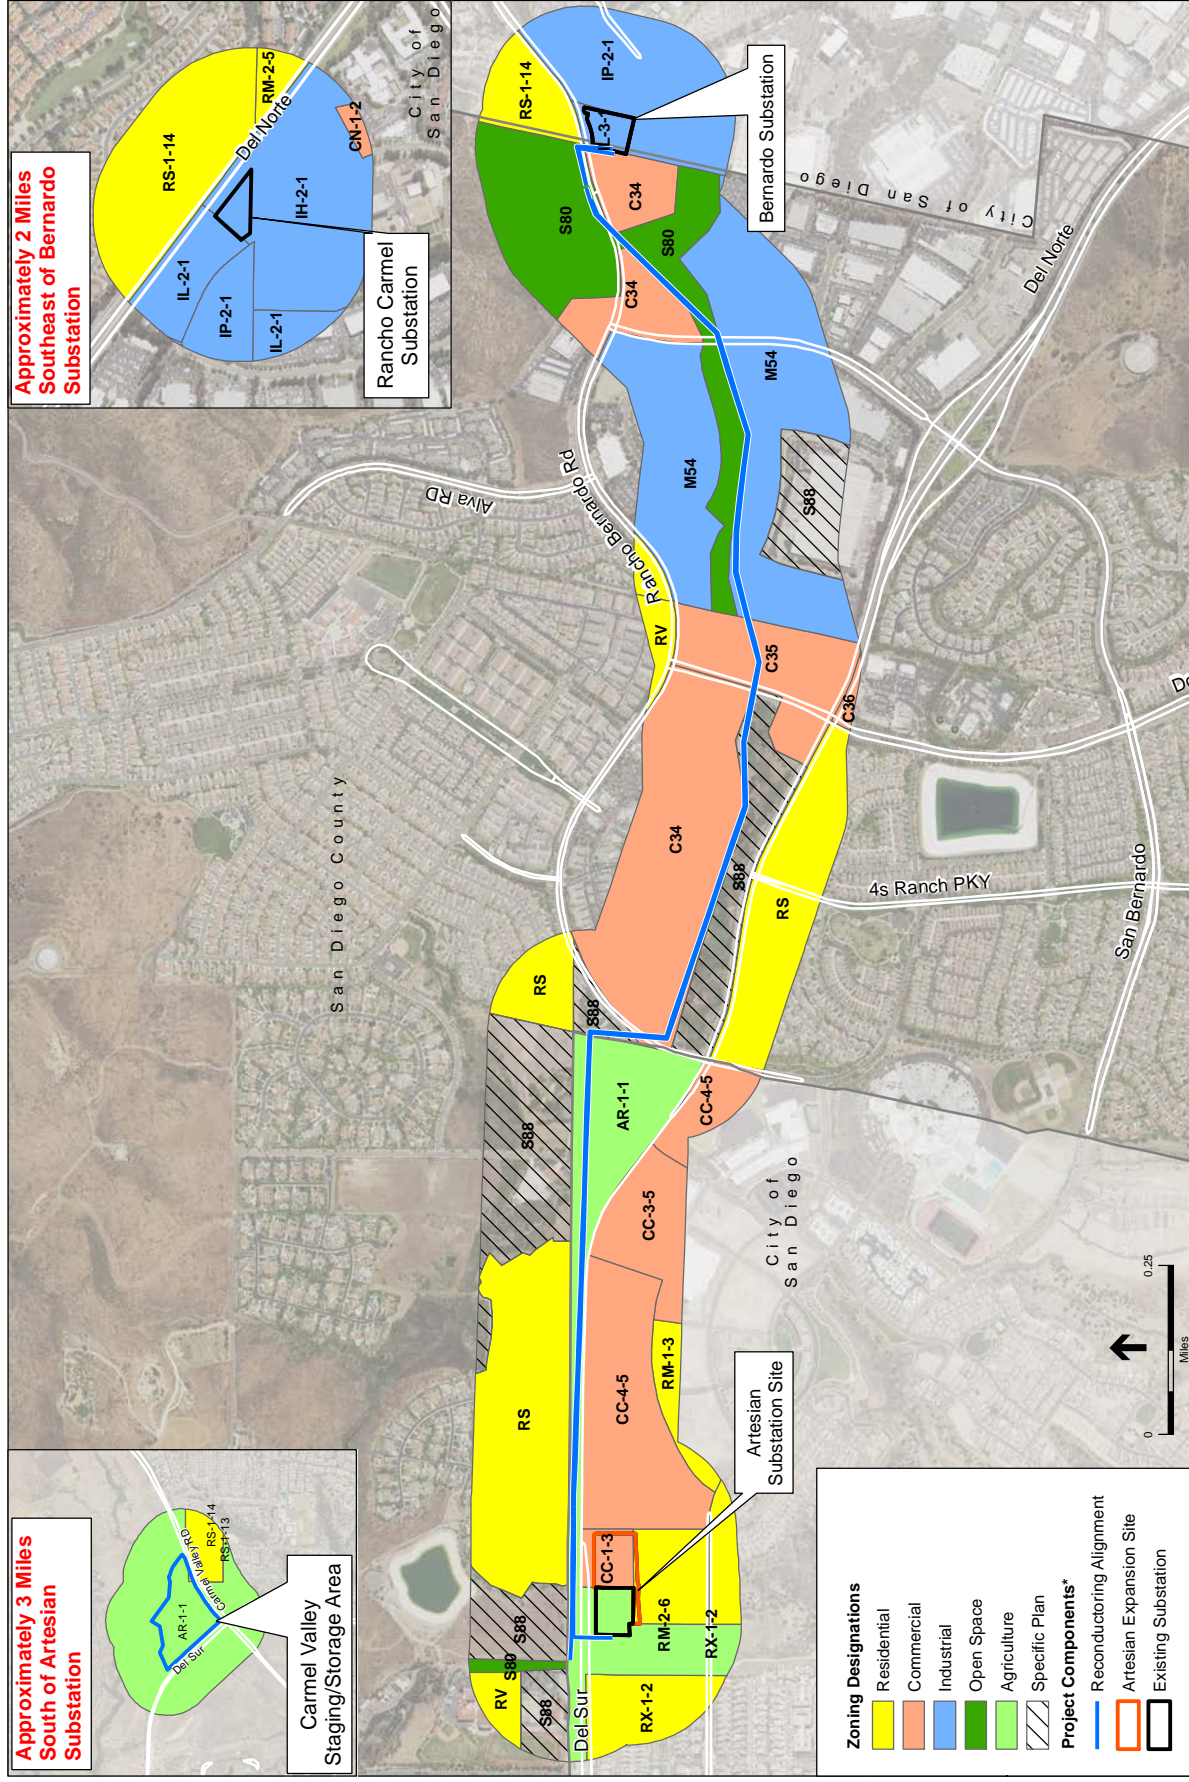 Approximately 3 Miles
South of Artesian
Substation
AR-1-1
RS-1-14
RS-1-13
Carmel Valley RD
Del Sur
Carmel Valley
Staging/Storage Area
Approximately 2 Miles
Southeast of Bernardo
Substation
RS-1-14
RM-2-5
Del Norte
IL-2-1
IP-2-1
IL-2-1
IH-2-1
CN-1-2
Rancho Carmel
Substation
City of
San Diego
San Diego County
Alva RD
Rancho Bernardo Rd
RV
S88
S80
S88
RS
S88
RS
S88
C34
RV
M54
C34
S80
RS-1-14
IP-2-1
IL-3-1
C34
S80
Bernardo Substation
City of San Diego
Del Sur
RX-1-2
CC-1-3
RM-2-6
RX-1-2
CC-4-5
RM-1-3
CC-3-5
AR-1-1
CC-4-5
S88
RS
C35
C36
S88
M54
Del Norte
Artesian
Substation Site
City of
San Diego
4s Ranch PKY
San Bernardo
Do
Zoning Designations
Residential
Commercial
Industrial
Open Space
Agriculture
Specific Plan
Project Components*
Reconductoring Alignment
Artesian Expansion Site
Existing Substation
0
0.25
Miles